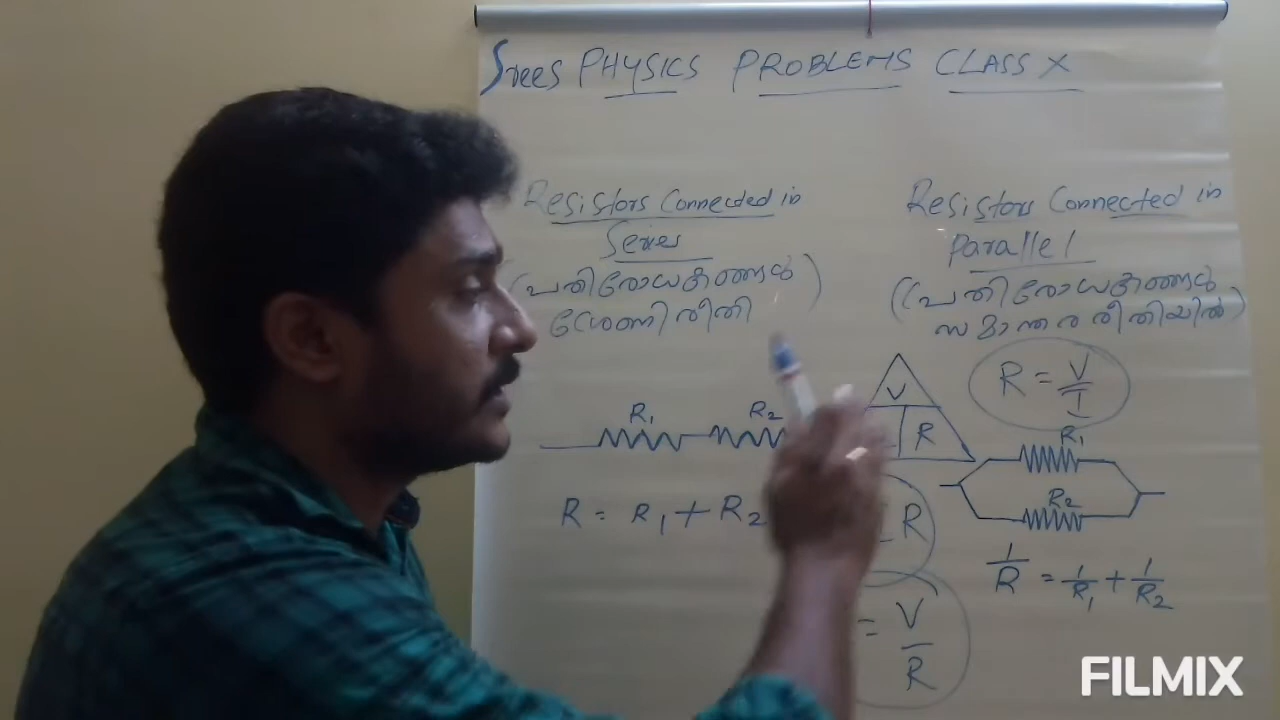 Srees PHYSICS PROBLEMS CLASS X
Resistors Connected in
Series
(പ്രതിരോധകങ്ങൾ
ശ്രേണിരീതി)
R₁ R₂
R = R₁ + R₂
Resistors Connected in
Parallel
(പ്രതിരോധകങ്ങൾ
സമാന്തരരീതിയിൽ)
V
R
R = V/I
R
= V/R
R₁
R₂
1/R = 1/R₁ + 1/R₂
FILMIX